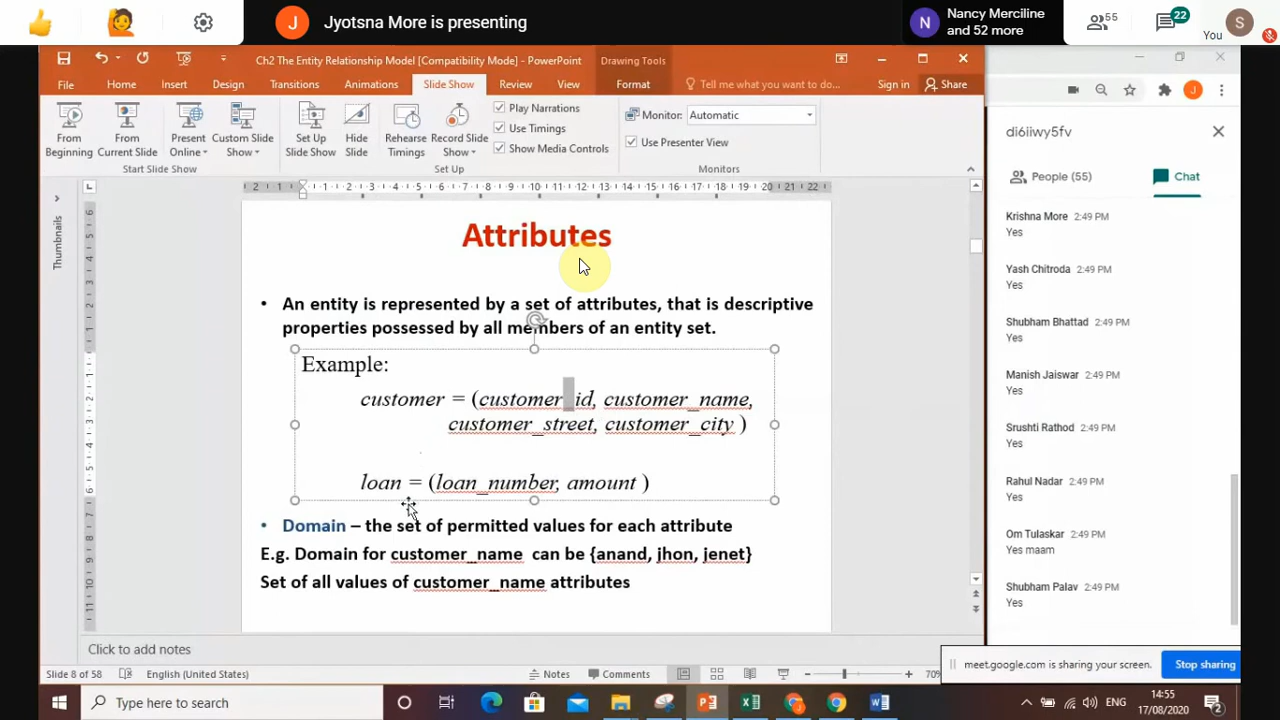 J Jyotsna More is presenting
N Nancy Merciline and 52 more
55
22
You
S
Ch2 The Entity Relationship Model [Compatibility Mode] - PowerPoint
Drawing Tools
File Home Insert Design Transitions Animations Slide Show Review View Format Tell me what you want to do... Sign in Share
From Beginning
From Current Slide
Present Online
Custom Slide Show
Set Up Slide Show
Hide Slide
Rehearse Timings
Record Slide Show
Play Narrations
Use Timings
Show Media Controls
Monitor: Automatic
Use Presenter View
Start Slide Show
Set Up
Monitors
Thumbnails
Attributes
• An entity is represented by a set of attributes, that is descriptive
properties possessed by all members of an entity set.
Example:
customer = (customer_id, customer_name,
customer_street, customer_city )
loan = (loan_number, amount )
• Domain – the set of permitted values for each attribute
E.g. Domain for customer_name can be {anand, jhon, jenet}
Set of all values of customer_name attributes
Click to add notes
Slide 8 of 58 English (United States) Notes Comments 70%
J
di6iiwy5fv
People (55) Chat
Krishna More 2:49 PM
Yes
Yash Chitroda 2:49 PM
Yes
Shubham Bhattad 2:49 PM
Yes
Manish Jaiswar 2:49 PM
Yes
Srushti Rathod 2:49 PM
Yes
Rahul Nadar 2:49 PM
Yes
Om Tulaskar 2:49 PM
Yes maam
Shubham Palav 2:49 PM
Yes
meet.google.com is sharing your screen. Stop sharing
Type here to search
ENG
14:55
17/08/2020
2